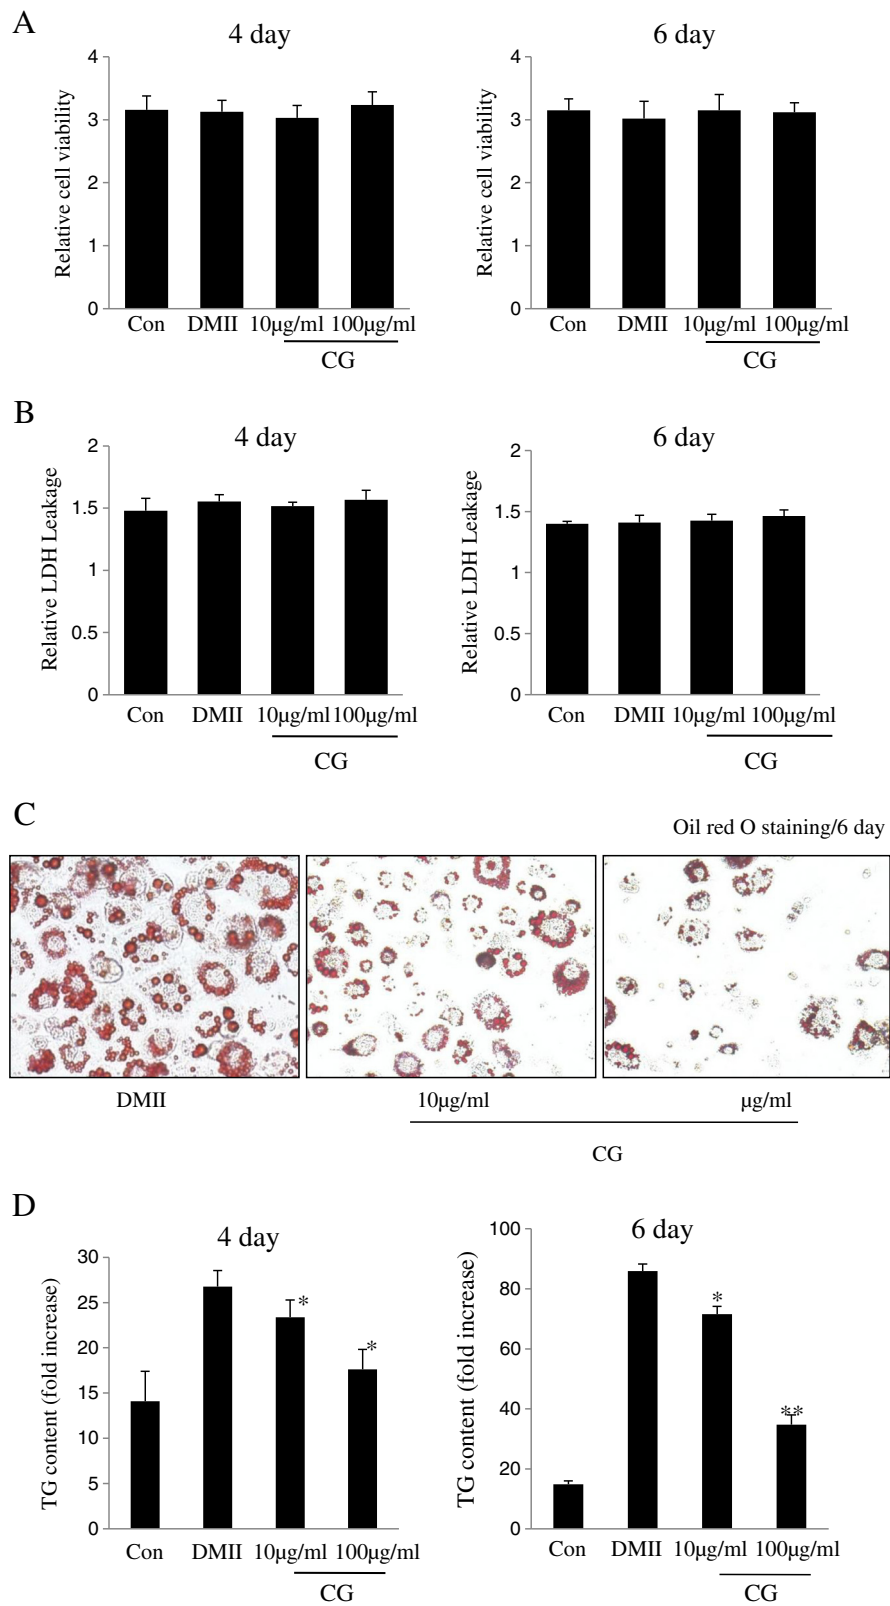 A
4 day
6 day
Relative cell viability
4
3
2
1
0
Con DMII 10µg/ml 100µg/ml
CG
Relative cell viability
4
3
2
1
0
Con DMII 10µg/ml 100µg/ml
CG
B
4 day
6 day
Relative LDH Leakage
2
1.5
1
0.5
0
Con DMII 10µg/ml 100µg/ml
CG
Relative LDH Leakage
2
1.5
1
0.5
0
Con DMII 10µg/ml 100µg/ml
CG
C
Oil red O staining/6 day
DMII 10µg/ml µg/ml
CG
D
4 day
6 day
TG content (fold increase)
30
25
20
15
10
5
0
*
*
Con DMII 10µg/ml 100µg/ml
CG
TG content (fold increase)
100
80
60
40
20
0
*
**
Con DMII 10µg/ml 100µg/ml
CG